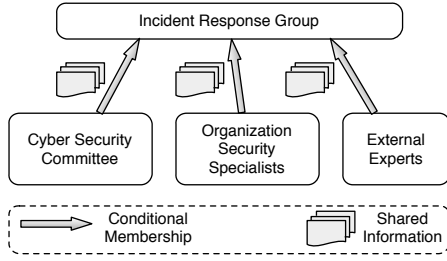 Incident Response Group
Cyber Security
Committee
Organization
Security
Specialists
External
Experts
Conditional
Membership
Shared
Information